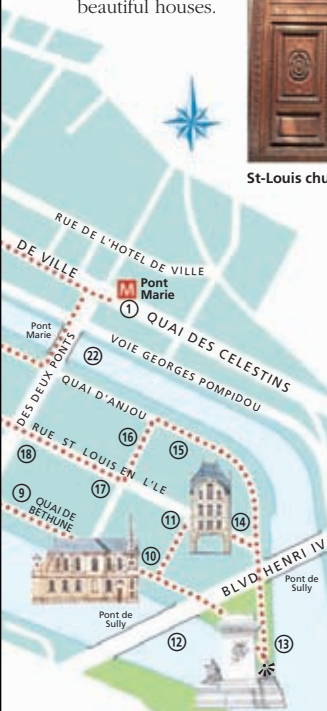 beautiful houses.
St-Louis chu
RUE DE L'HOTEL DE VILLE
DE VILLE
M Pont
Marie
1
QUAI DES CELESTINS
Pont
Marie
22
VOIE GEORGES POMPIDOU
DES DEUX PONTS
QUAI D'ANJOU
16
15
18
RUE ST LOUIS EN L'ILE
17
9
QUAI DE
BÉTHUNE
11
14
10
BLVD HENRI IV
Pont de
Sully
Pont de
Sully
12
13